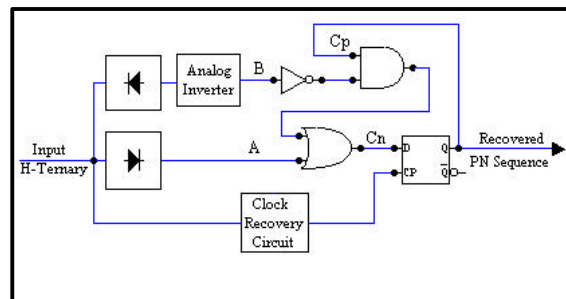 Cp
Analog
Inverter
B
Input
H-Ternary
A
Cn
D
Q
CP
Q
Recovered
PN Sequence
Clock
Recovery
Circuit